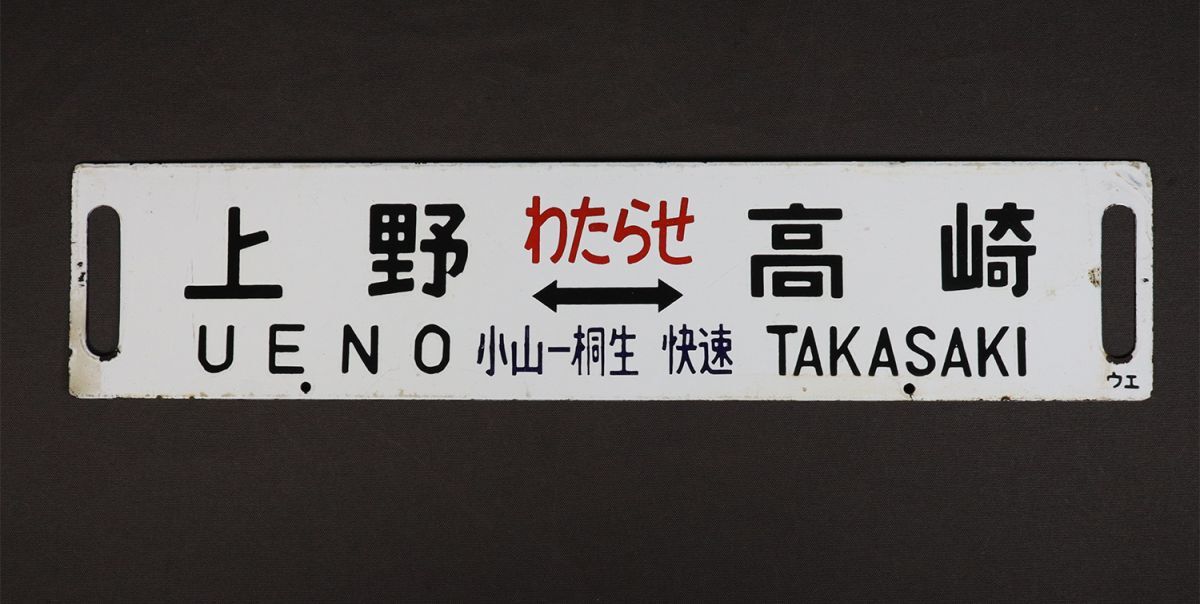 上野 わたらせ 高崎
↔
UENO 小山ー桐生 快速 TAKASAKI
ウエ